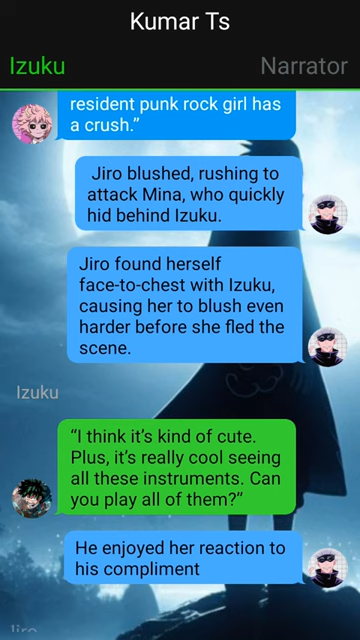 Kumar Ts
Izuku
Narrator
resident punk rock girl has
a crush.”
Jiro blushed, rushing to
attack Mina, who quickly
hid behind Izuku.
Jiro found herself
face-to-chest with Izuku,
causing her to blush even
harder before she fled the
scene.
Izuku
“I think it’s kind of cute.
Plus, it’s really cool seeing
all these instruments. Can
you play all of them?”
He enjoyed her reaction to
his compliment
Jiro